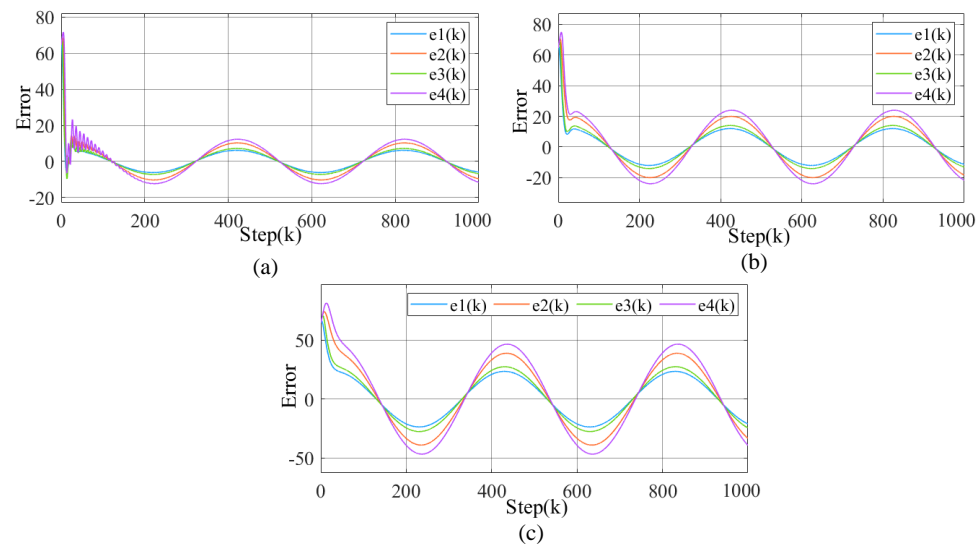 80
60
40
20
0
-20
Error
e1(k)
e2(k)
e3(k)
e4(k)
0 200 400 600 800 1000
Step(k)
(a)
80
60
40
20
0
-20
Error
e1(k)
e2(k)
e3(k)
e4(k)
0 200 400 600 800 1000
Step(k)
(b)
50
0
-50
Error
e1(k) e2(k) e3(k) e4(k)
0 200 400 600 800 1000
Step(k)
(c)